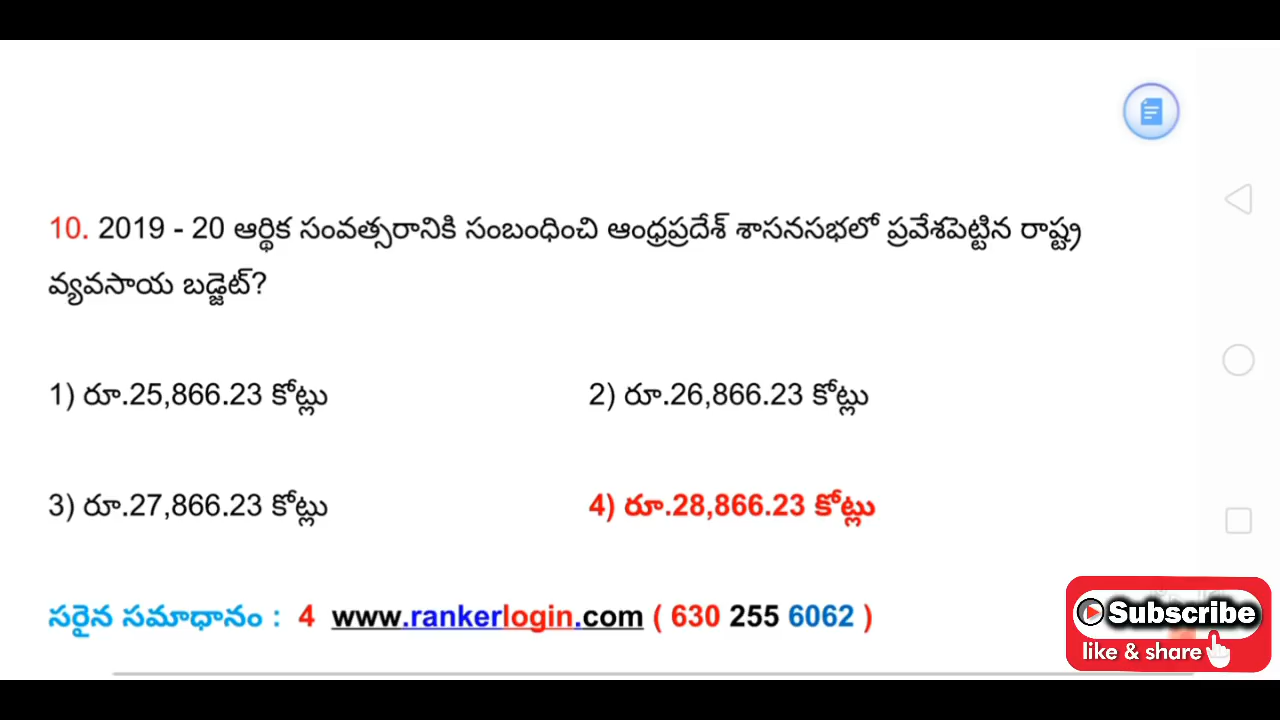 10. 2019 - 20 ఆర్థిక సంవత్సరానికి సంబంధించి ఆంధ్రప్రదేశ్ శాసనసభలో ప్రవేశపెట్టిన రాష్ట్ర
వ్యవసాయ బడ్జెట్?
1) రూ.25,866.23 కోట్లు 2) రూ.26,866.23 కోట్లు
3) రూ.27,866.23 కోట్లు 4) రూ.28,866.23 కోట్లు
సరైన సమాధానం : 4 www.rankerlogin.com ( 630 255 6062 )
Subscribe
like & share